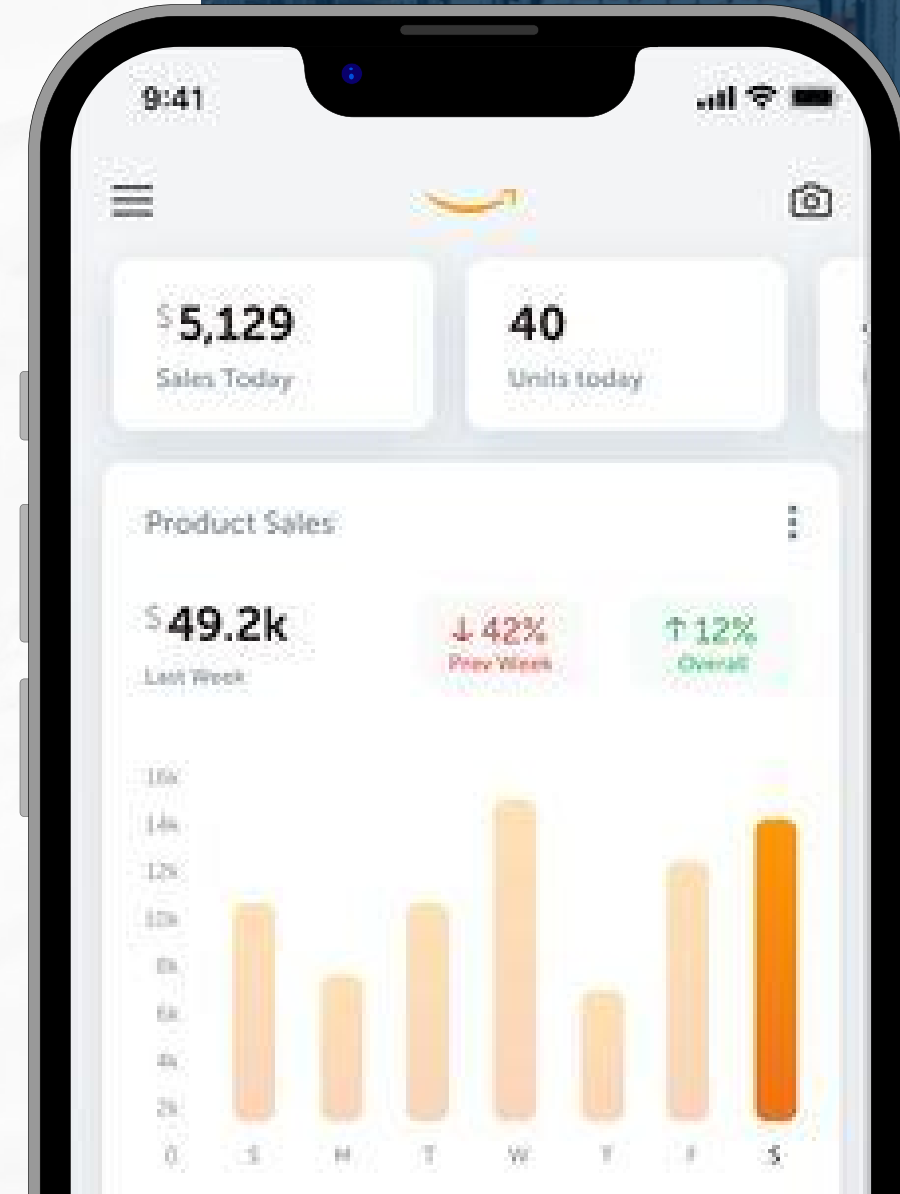 9:41
$5,129
Sales Today
40
Units today
Product Sales
$49.2k
Last Week
↓ 42%
Prev Week
↑ 12%
Overall
16k
14k
12k
10k
8k
6k
4k
2k
0 S M T W T F S